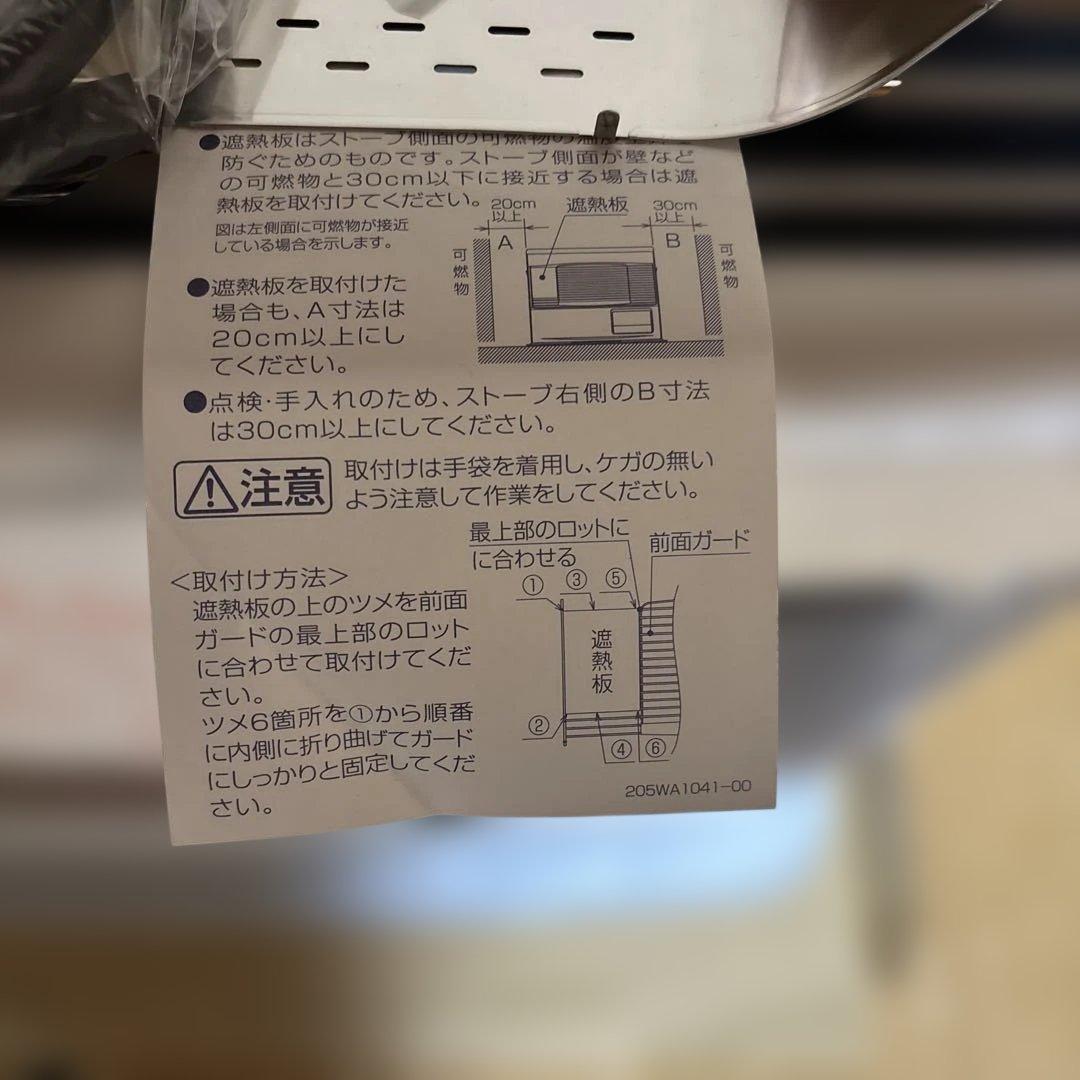 ●遮熱板はストーブ側面の可燃物の温度
防ぐためのものです。ストーブ側面が壁など
の可燃物と30cm以下に接近する場合は遮
熱板を取付けてください。
図は左側面に可燃物が接近
している場合を示します。
20cm
以上
遮熱板
30cm
以上
A
B
可燃物
可燃物
●遮熱板を取付けた
場合も、A寸法は
20cm以上にし
てください。
●点検・手入れのため、ストーブ右側のB寸法
は30cm以上にしてください。
注意
取付けは手袋を着用し、ケガの無い
よう注意して作業をしてください。
最上部のロットに
に合わせる
前面ガード
① ③ ⑤
遮熱板
② ④ ⑥
<取付け方法>
遮熱板の上のツメを前面
ガードの最上部のロット
に合わせて取付けてくだ
さい。
ツメ6箇所を①から順番
に内側に折り曲げてガード
にしっかりと固定してくだ
さい。
205WA1041-00